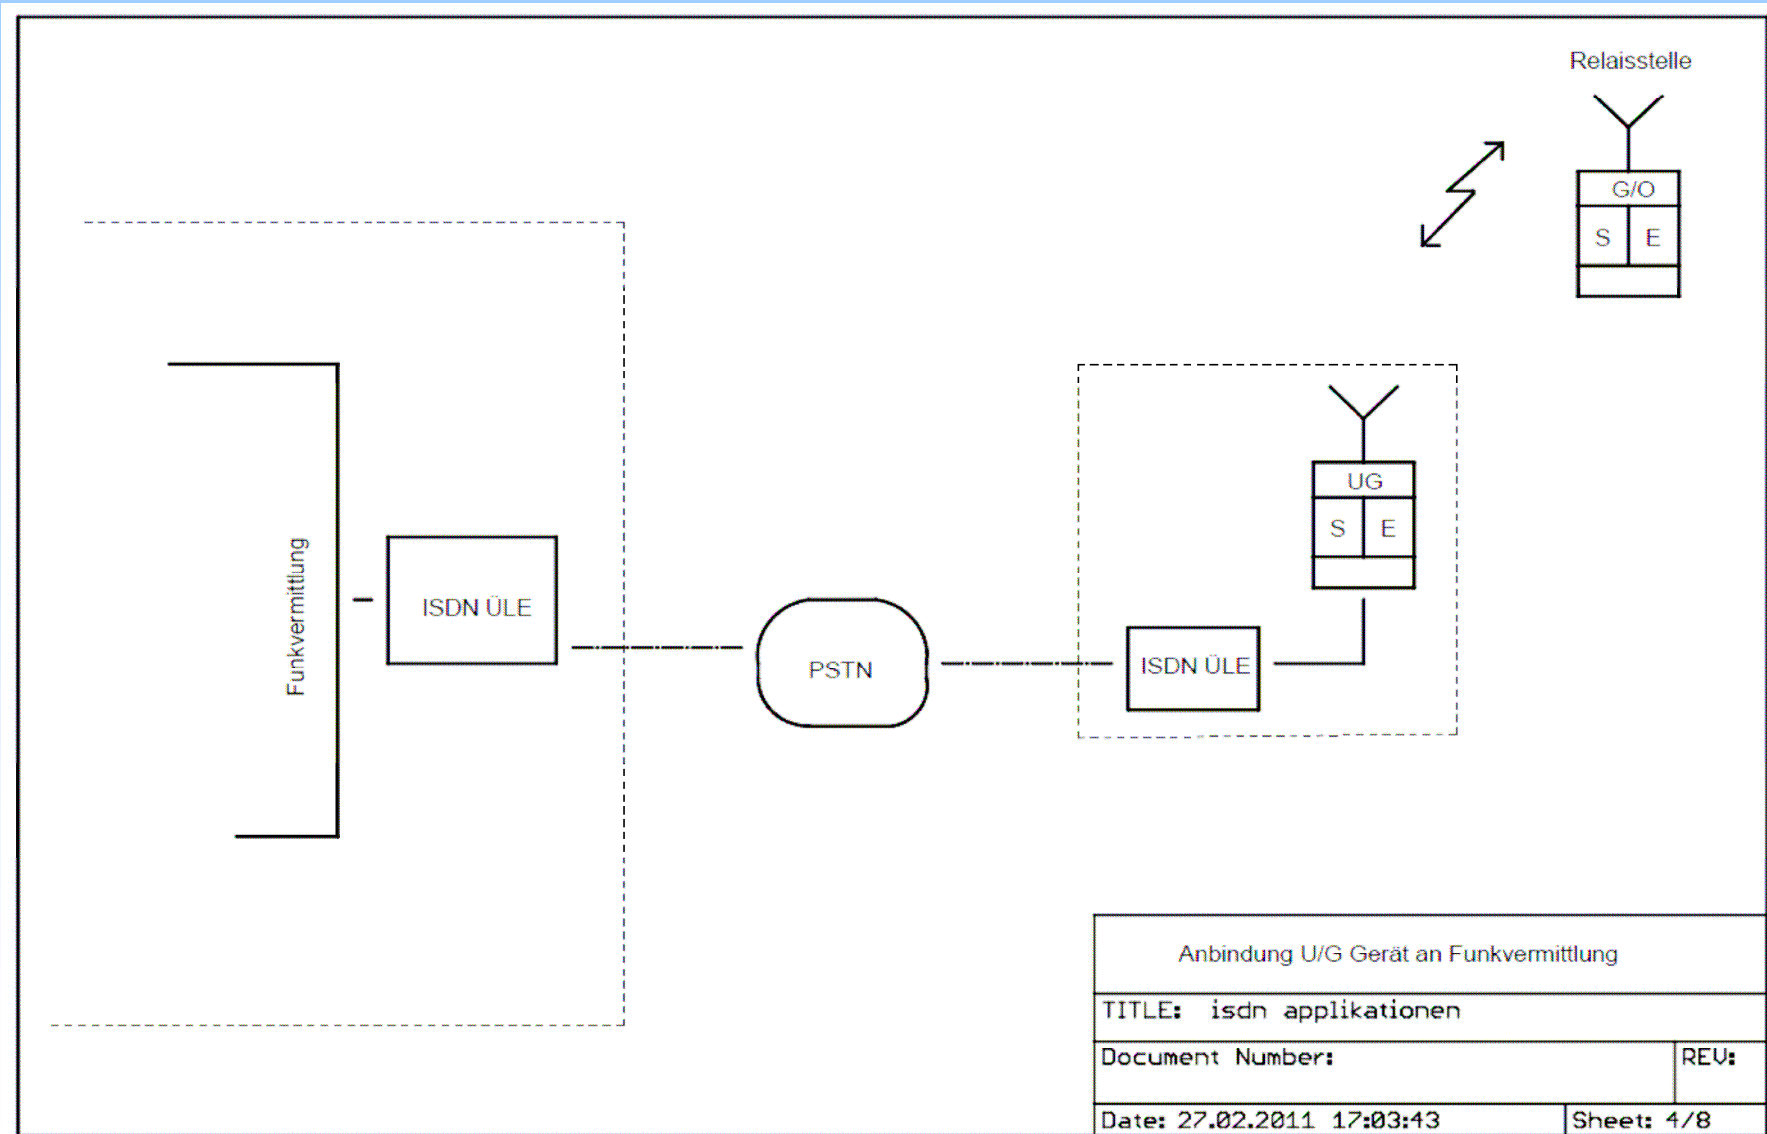 Relaisstelle
G/O
S E
UG
S E
Funkvermittlung
ISDN ÜLE
PSTN
ISDN ÜLE
Anbindung U/G Gerät an Funkvermittlung
TITLE: isdn applikationen
Document Number: REV:
Date: 27.02.2011 17:03:43 Sheet: 4/8